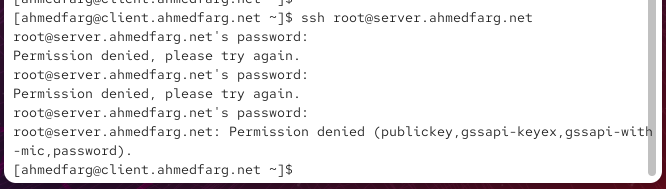 [ahmedfarg@client.ahmedfarg.net ~]$
[ahmedfarg@client.ahmedfarg.net ~]$ ssh root@server.ahmedfarg.net
root@server.ahmedfarg.net's password:
Permission denied, please try again.
root@server.ahmedfarg.net's password:
Permission denied, please try again.
root@server.ahmedfarg.net's password:
root@server.ahmedfarg.net: Permission denied (publickey,gssapi-keyex,gssapi-with
-mic,password).
[ahmedfarg@client.ahmedfarg.net ~]$